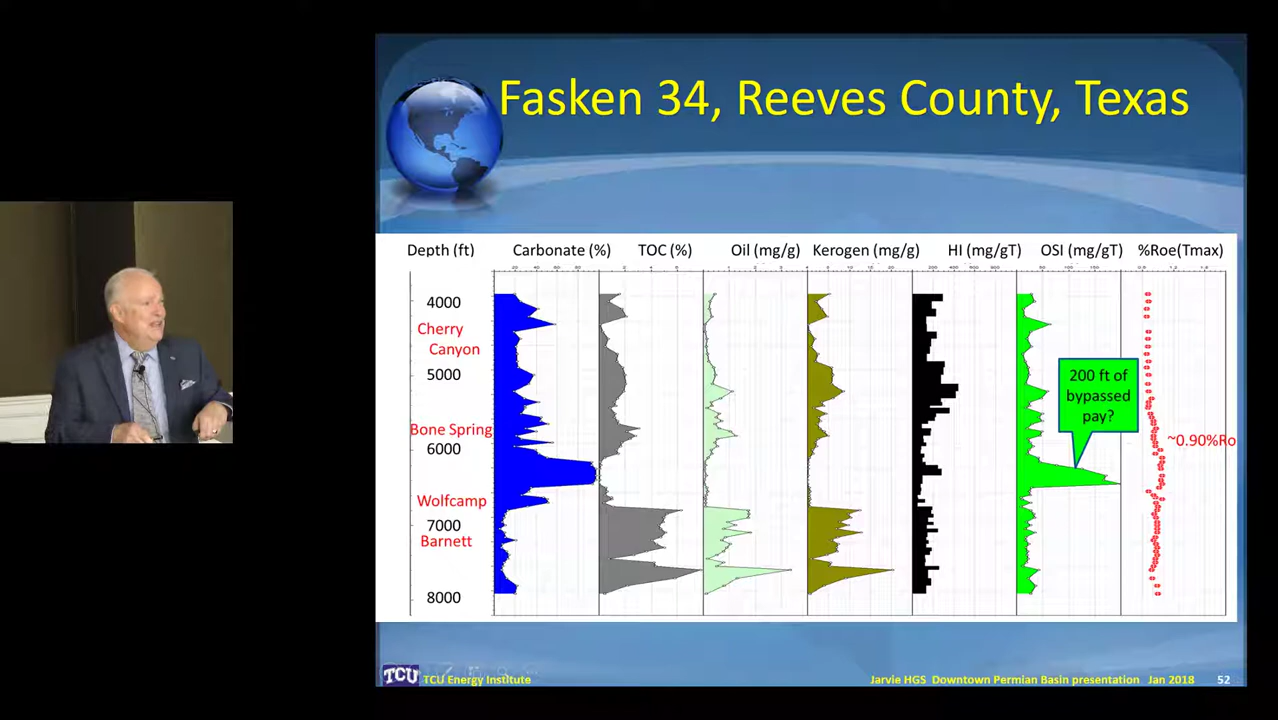 Fasken 34, Reeves County, Texas
Depth (ft) Carbonate (%) TOC (%) Oil (mg/g) Kerogen (mg/g) HI (mg/gT) OSI (mg/gT) %Roe(Tmax)
4000
Cherry
Canyon
5000
200 ft of
bypassed
pay?
Bone Spring
~0.90%Ro
6000
Wolfcamp
7000
Barnett
8000
TCU TCU Energy Institute
Jarvie HGS Downtown Permian Basin presentation Jan 2018 52